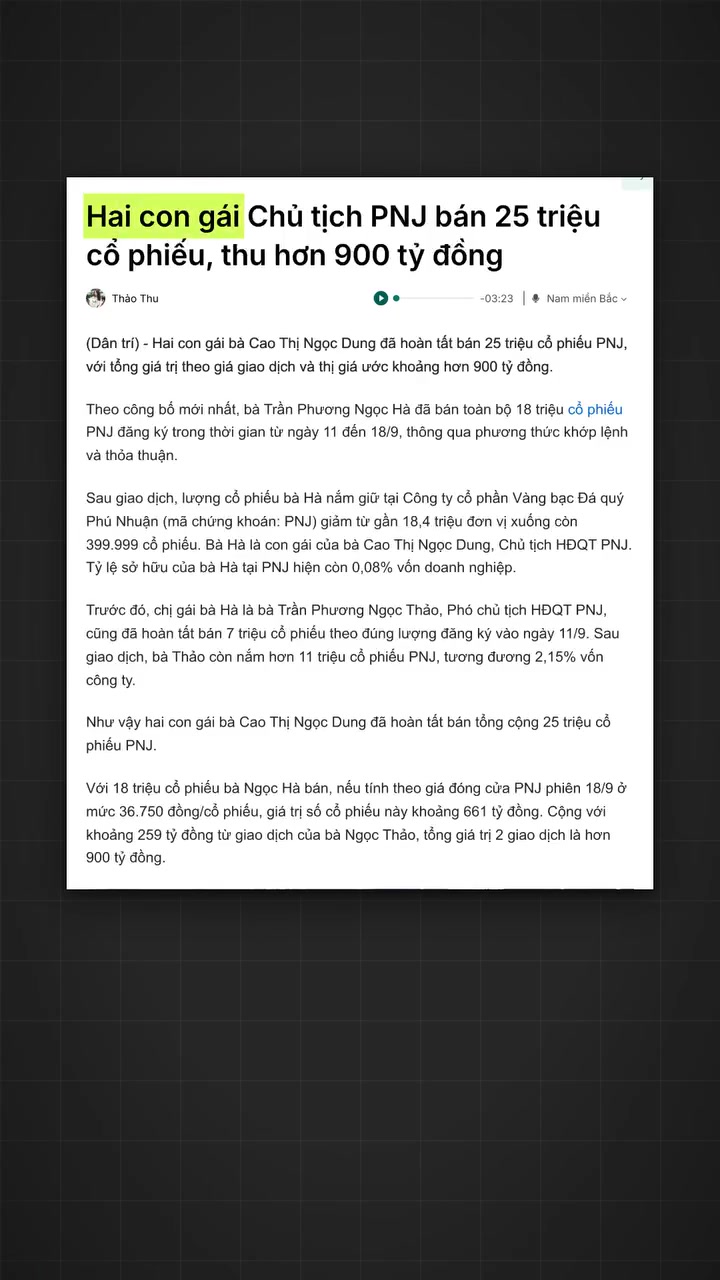 Hai con gái Chủ tịch PNJ bán 25 triệu
cổ phiếu, thu hơn 900 tỷ đồng
Thảo Thu
-03:23
Nam miền Bắc
(Dân trí) - Hai con gái bà Cao Thị Ngọc Dung đã hoàn tất bán 25 triệu cổ phiếu PNJ,
với tổng giá trị theo giá giao dịch và thị giá ước khoảng hơn 900 tỷ đồng.
Theo công bố mới nhất, bà Trần Phương Ngọc Hà đã bán toàn bộ 18 triệu cổ phiếu
PNJ đăng ký trong thời gian từ ngày 11 đến 18/9, thông qua phương thức khớp lệnh
và thỏa thuận.
Sau giao dịch, lượng cổ phiếu bà Hà nắm giữ tại Công ty cổ phần Vàng bạc Đá quý
Phú Nhuận (mã chứng khoán: PNJ) giảm từ gần 18,4 triệu đơn vị xuống còn
399.999 cổ phiếu. Bà Hà là con gái của bà Cao Thị Ngọc Dung, Chủ tịch HĐQT PNJ.
Tỷ lệ sở hữu của bà Hà tại PNJ hiện còn 0,08% vốn doanh nghiệp.
Trước đó, chị gái bà Hà là bà Trần Phương Ngọc Thảo, Phó chủ tịch HĐQT PNJ,
cũng đã hoàn tất bán 7 triệu cổ phiếu theo đúng lượng đăng ký vào ngày 11/9. Sau
giao dịch, bà Thảo còn nắm hơn 11 triệu cổ phiếu PNJ, tương đương 2,15% vốn
công ty.
Như vậy hai con gái bà Cao Thị Ngọc Dung đã hoàn tất bán tổng cộng 25 triệu cổ
phiếu PNJ.
Với 18 triệu cổ phiếu bà Ngọc Hà bán, nếu tính theo giá đóng cửa PNJ phiên 18/9 ở
mức 36.750 đồng/cổ phiếu, giá trị số cổ phiếu này khoảng 661 tỷ đồng. Cộng với
khoảng 259 tỷ đồng từ giao dịch của bà Ngọc Thảo, tổng giá trị 2 giao dịch là hơn
900 tỷ đồng.